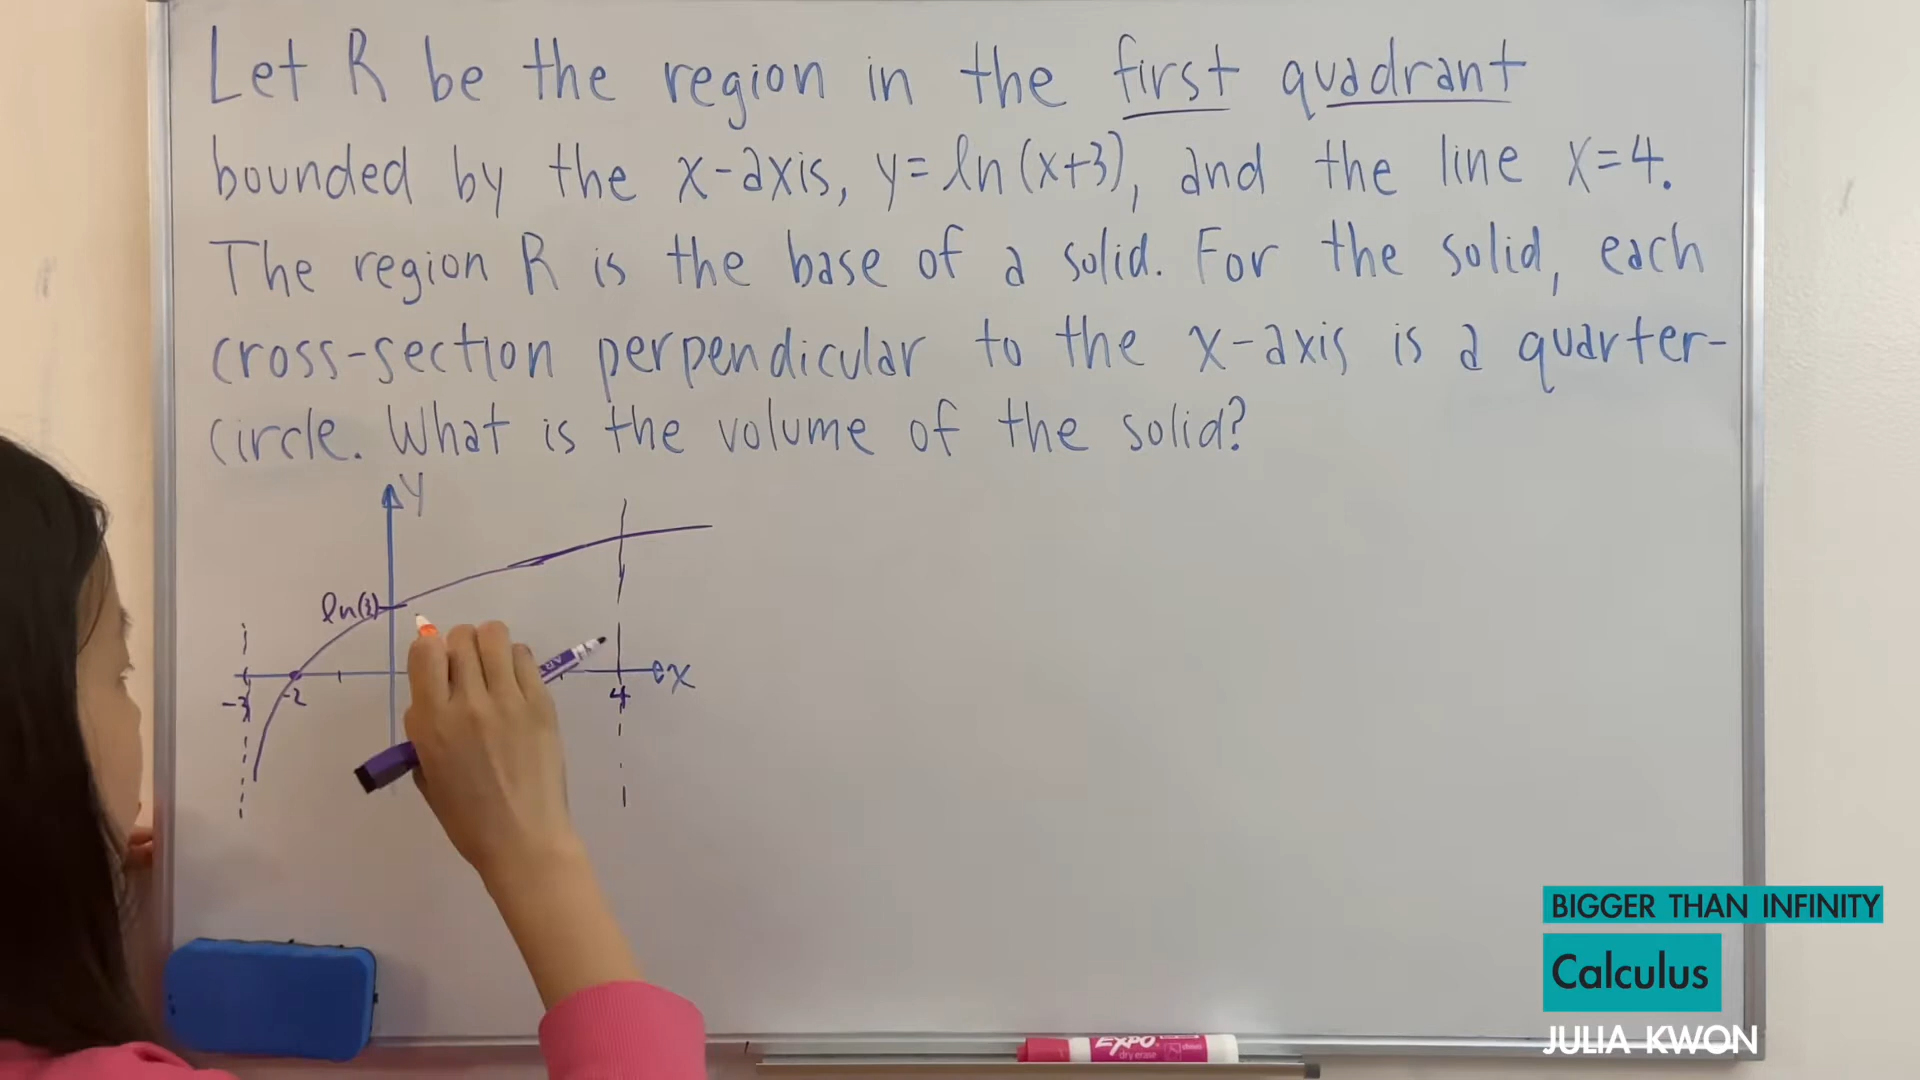 Let R be the region in the first quadrant
bounded by the x-axis, y=ln(x+3), and the line x=4.
The region R is the base of a solid. For the solid, each
cross-section perpendicular to the x-axis is a quarter-
circle. What is the volume of the solid?
y
ln(3)
-3 -2 4 x
AR
BIGGER THAN INFINITY
Calculus
JULIA KWON
EXPO
dry erase